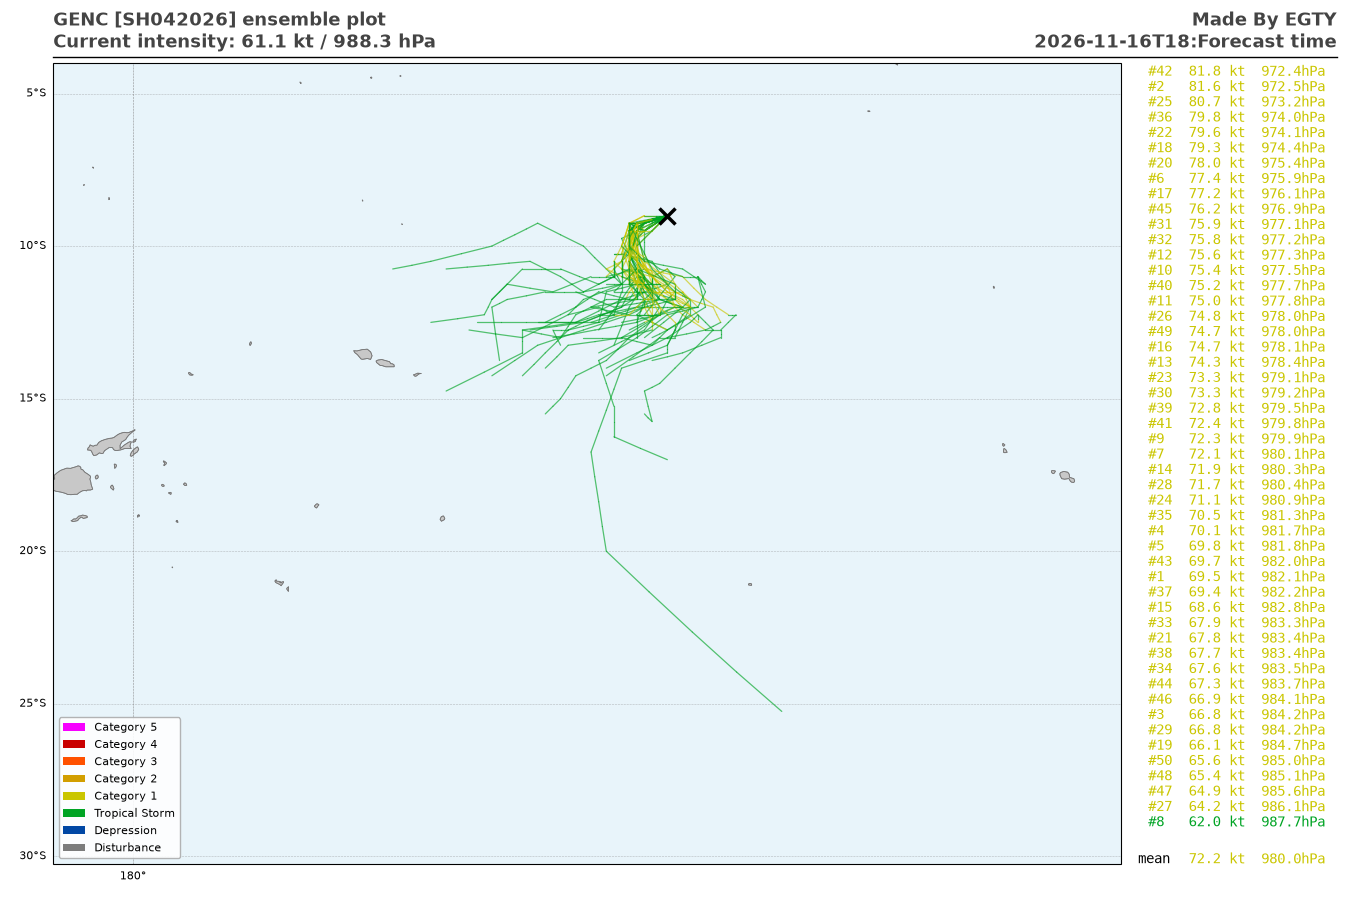 GENC [SH042026] ensemble plot
Current intensity: 61.1 kt / 988.3 hPa
Made By EGTY
2026-11-16T18:Forecast time
5°S
10°S
15°S
20°S
25°S
30°S
180°
Category 5
Category 4
Category 3
Category 2
Category 1
Tropical Storm
Depression
Disturbance
#42 81.8 kt 972.4hPa
#2 81.6 kt 972.5hPa
#25 80.7 kt 973.2hPa
#36 79.8 kt 974.0hPa
#22 79.6 kt 974.1hPa
#18 79.3 kt 974.4hPa
#20 78.0 kt 975.4hPa
#6 77.4 kt 975.9hPa
#17 77.2 kt 976.1hPa
#45 76.2 kt 976.9hPa
#31 75.9 kt 977.1hPa
#32 75.8 kt 977.2hPa
#12 75.6 kt 977.3hPa
#10 75.4 kt 977.5hPa
#40 75.2 kt 977.7hPa
#11 75.0 kt 977.8hPa
#26 74.8 kt 978.0hPa
#49 74.7 kt 978.0hPa
#16 74.7 kt 978.1hPa
#13 74.3 kt 978.4hPa
#23 73.3 kt 979.1hPa
#30 73.3 kt 979.2hPa
#39 72.8 kt 979.5hPa
#41 72.4 kt 979.8hPa
#9 72.3 kt 979.9hPa
#7 72.1 kt 980.1hPa
#14 71.9 kt 980.3hPa
#28 71.7 kt 980.4hPa
#24 71.1 kt 980.9hPa
#35 70.5 kt 981.3hPa
#4 70.1 kt 981.7hPa
#5 69.8 kt 981.8hPa
#43 69.7 kt 982.0hPa
#1 69.5 kt 982.1hPa
#37 69.4 kt 982.2hPa
#15 68.6 kt 982.8hPa
#33 67.9 kt 983.3hPa
#21 67.8 kt 983.4hPa
#38 67.7 kt 983.4hPa
#34 67.6 kt 983.5hPa
#44 67.3 kt 983.7hPa
#46 66.9 kt 984.1hPa
#3 66.8 kt 984.2hPa
#29 66.8 kt 984.2hPa
#19 66.1 kt 984.7hPa
#50 65.6 kt 985.0hPa
#48 65.4 kt 985.1hPa
#47 64.9 kt 985.6hPa
#27 64.2 kt 986.1hPa
#8 62.0 kt 987.7hPa
mean 72.2 kt 980.0hPa